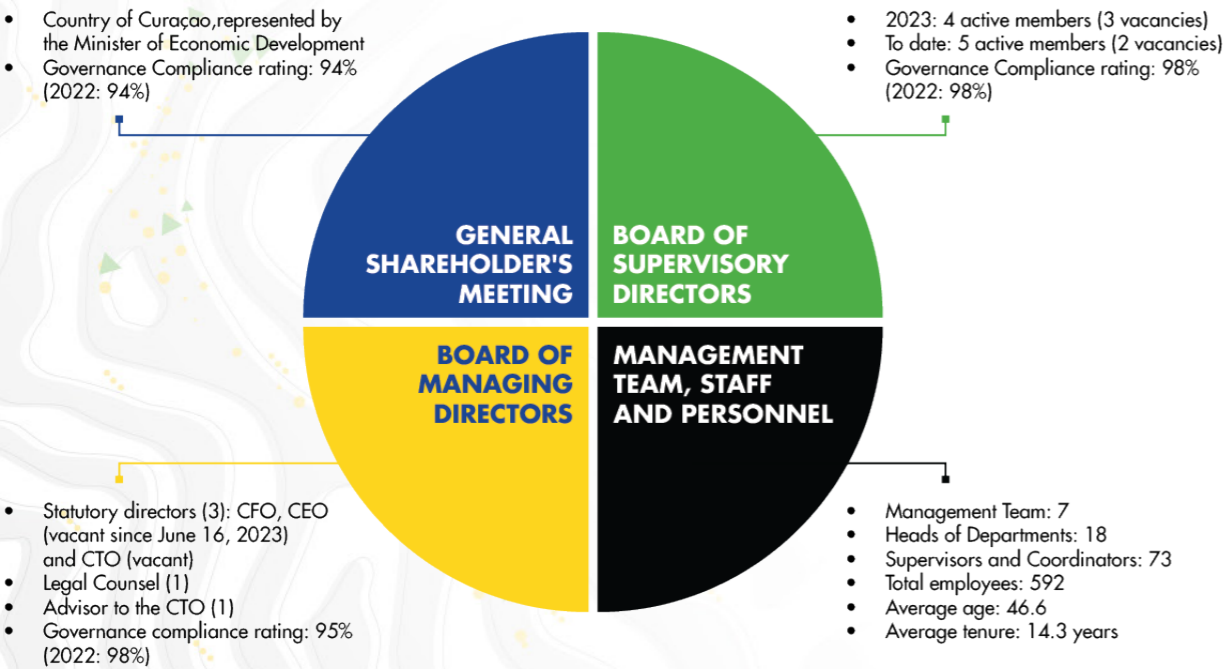 • Country of Curaçao,represented by
the Minister of Economic Development
• Governance Compliance rating: 94%
(2022: 94%)
• 2023: 4 active members (3 vacancies)
• To date: 5 active members (2 vacancies)
• Governance Compliance rating: 98%
(2022: 98%)
GENERAL
SHAREHOLDER'S
MEETING
BOARD OF
SUPERVISORY
DIRECTORS
BOARD OF
MANAGING
DIRECTORS
MANAGEMENT
TEAM, STAFF
AND PERSONNEL
• Statutory directors (3): CFO, CEO
(vacant since June 16, 2023)
and CTO (vacant)
• Legal Counsel (1)
• Advisor to the CTO (1)
• Governance compliance rating: 95%
(2022: 98%)
• Management Team: 7
• Heads of Departments: 18
• Supervisors and Coordinators: 73
• Total employees: 592
• Average age: 46.6
• Average tenure: 14.3 years